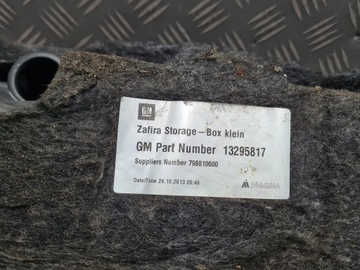 GM
Zafira Storage-Box klein
GM Part Number 13295817
Suppliers Number 798810600
Date/Time 24.10.2013 20:46
MAGNA